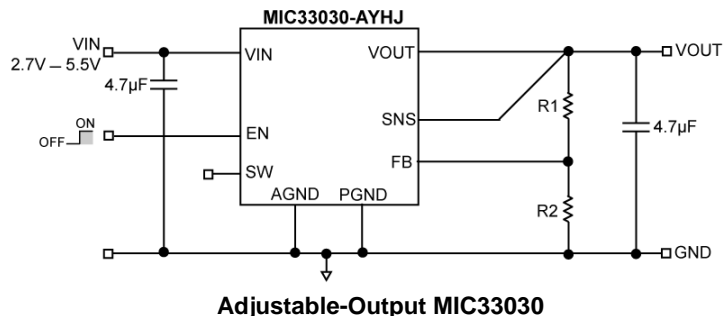 MIC33030-AYHJ
VIN
2.7V – 5.5V
4.7µF
VIN
VOUT
VOUT
R1
4.7µF
SNS
ON
OFF
EN
FB
SW
R2
AGND
PGND
GND
Adjustable-Output MIC33030